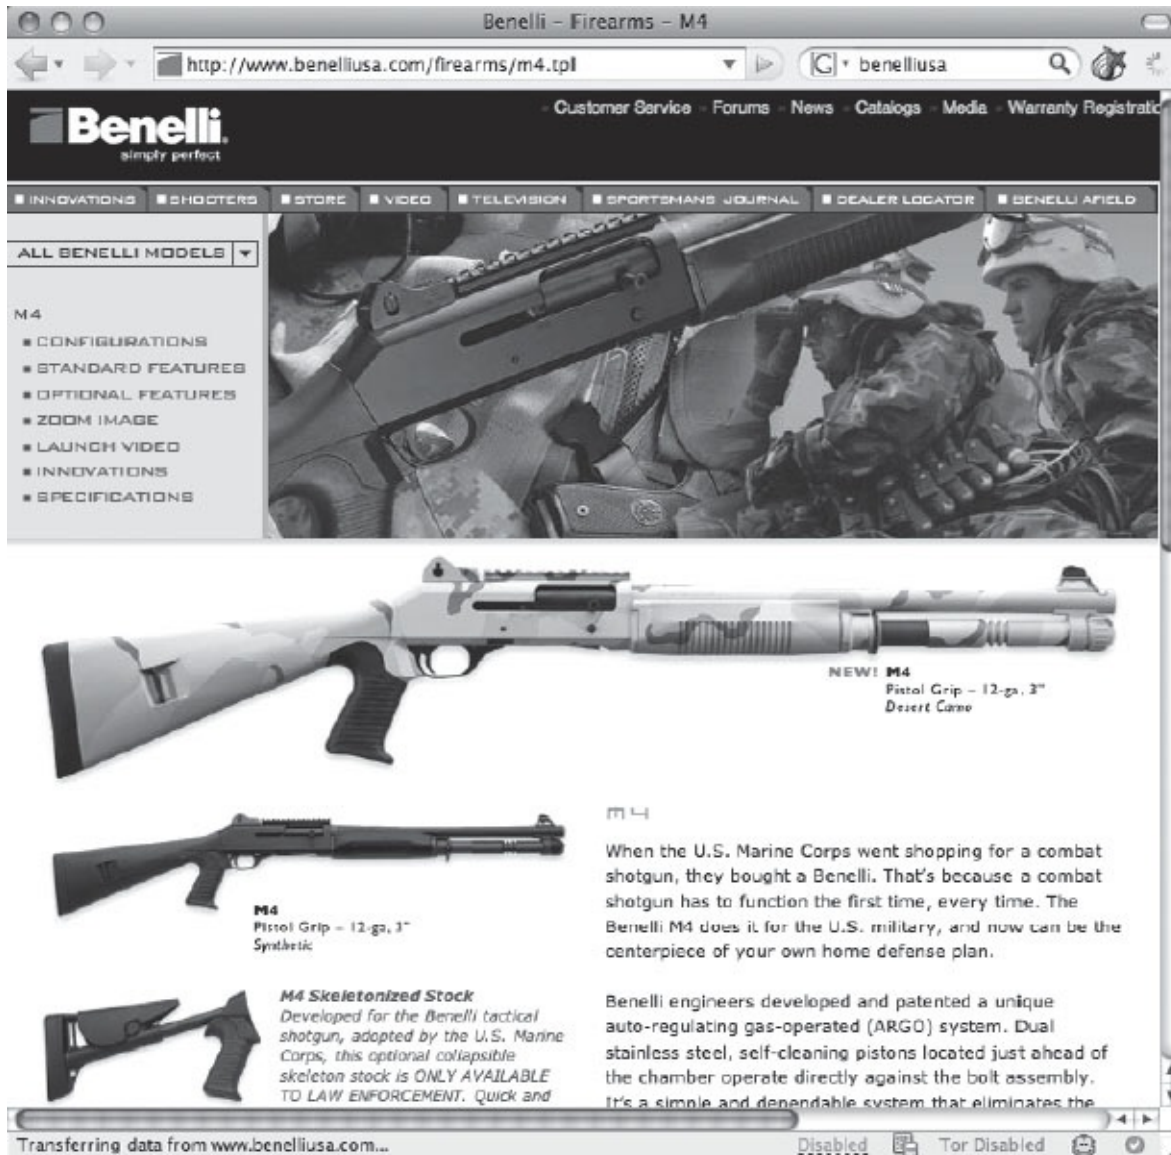 Benelli – Firearms – M4
http://www.benelliusa.com/firearms/m4.tpl
G benelliusa
Customer Service - Forums - News - Catalogs - Media - Warranty Registratio
Benelli.
simply perfect
INNOVATIONS SHOOTERS STORE VIDEO TELEVISION SPORTSMANS JOURNAL DEALER LOCATOR BENELLI AFIELD
ALL BENELLI MODELS
M4
CONFIGURATIONS
STANDARD FEATURES
OPTIONAL FEATURES
ZOOM IMAGE
LAUNCH VIDEO
INNOVATIONS
SPECIFICATIONS
NEW! M4
Pistol Grip – 12-ga, 3"
Desert Camo
M4
Pistol Grip – 12-ga, 3"
Synthetic
M4 Skeletonized Stock
Developed for the Benelli tactical
shotgun, adopted by the U.S. Marine
Corps, this optional collapsible
skeleton stock is ONLY AVAILABLE
TO LAW ENFORCEMENT. Quick and
M4
When the U.S. Marine Corps went shopping for a combat
shotgun, they bought a Benelli. That's because a combat
shotgun has to function the first time, every time. The
Benelli M4 does it for the U.S. military, and now can be the
centerpiece of your own home defense plan.
Benelli engineers developed and patented a unique
auto-regulating gas-operated (ARGO) system. Dual
stainless steel, self-cleaning pistons located just ahead of
the chamber operate directly against the bolt assembly.
It's a simple and dependable system that eliminates the
Transferring data from www.benelliusa.com...
Disabled
Tor Disabled